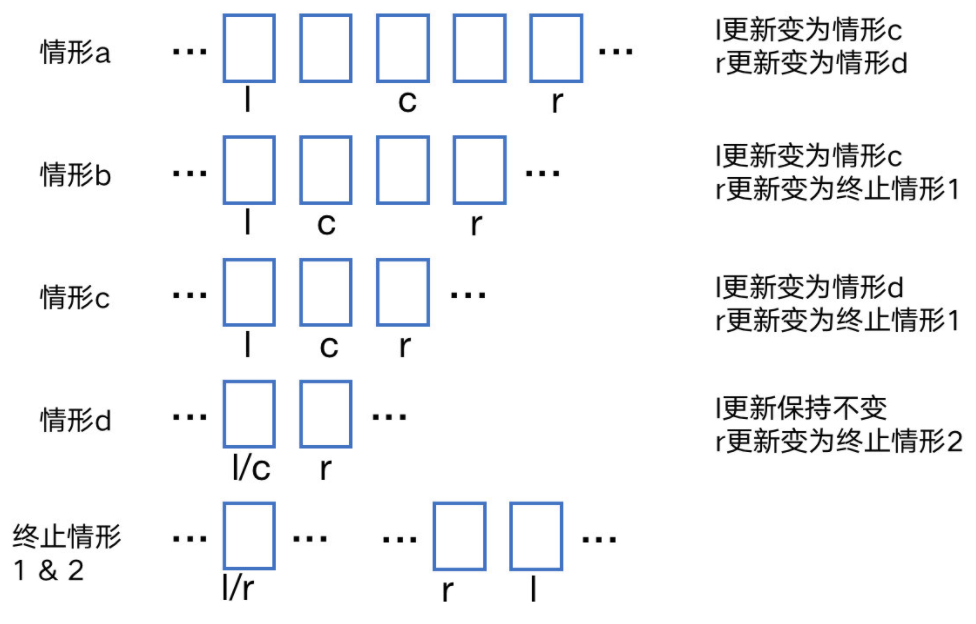 情形a ... ... l更新变为情形c
r更新变为情形d
l c r
情形b ... ... l更新变为情形c
r更新变为终止情形1
l c r
情形c ... ... l更新变为情形d
r更新变为终止情形1
l c r
情形d ... ... l更新保持不变
r更新变为终止情形2
l/c r
终止情形 ... ... ... ...
1 & 2
l/r r l